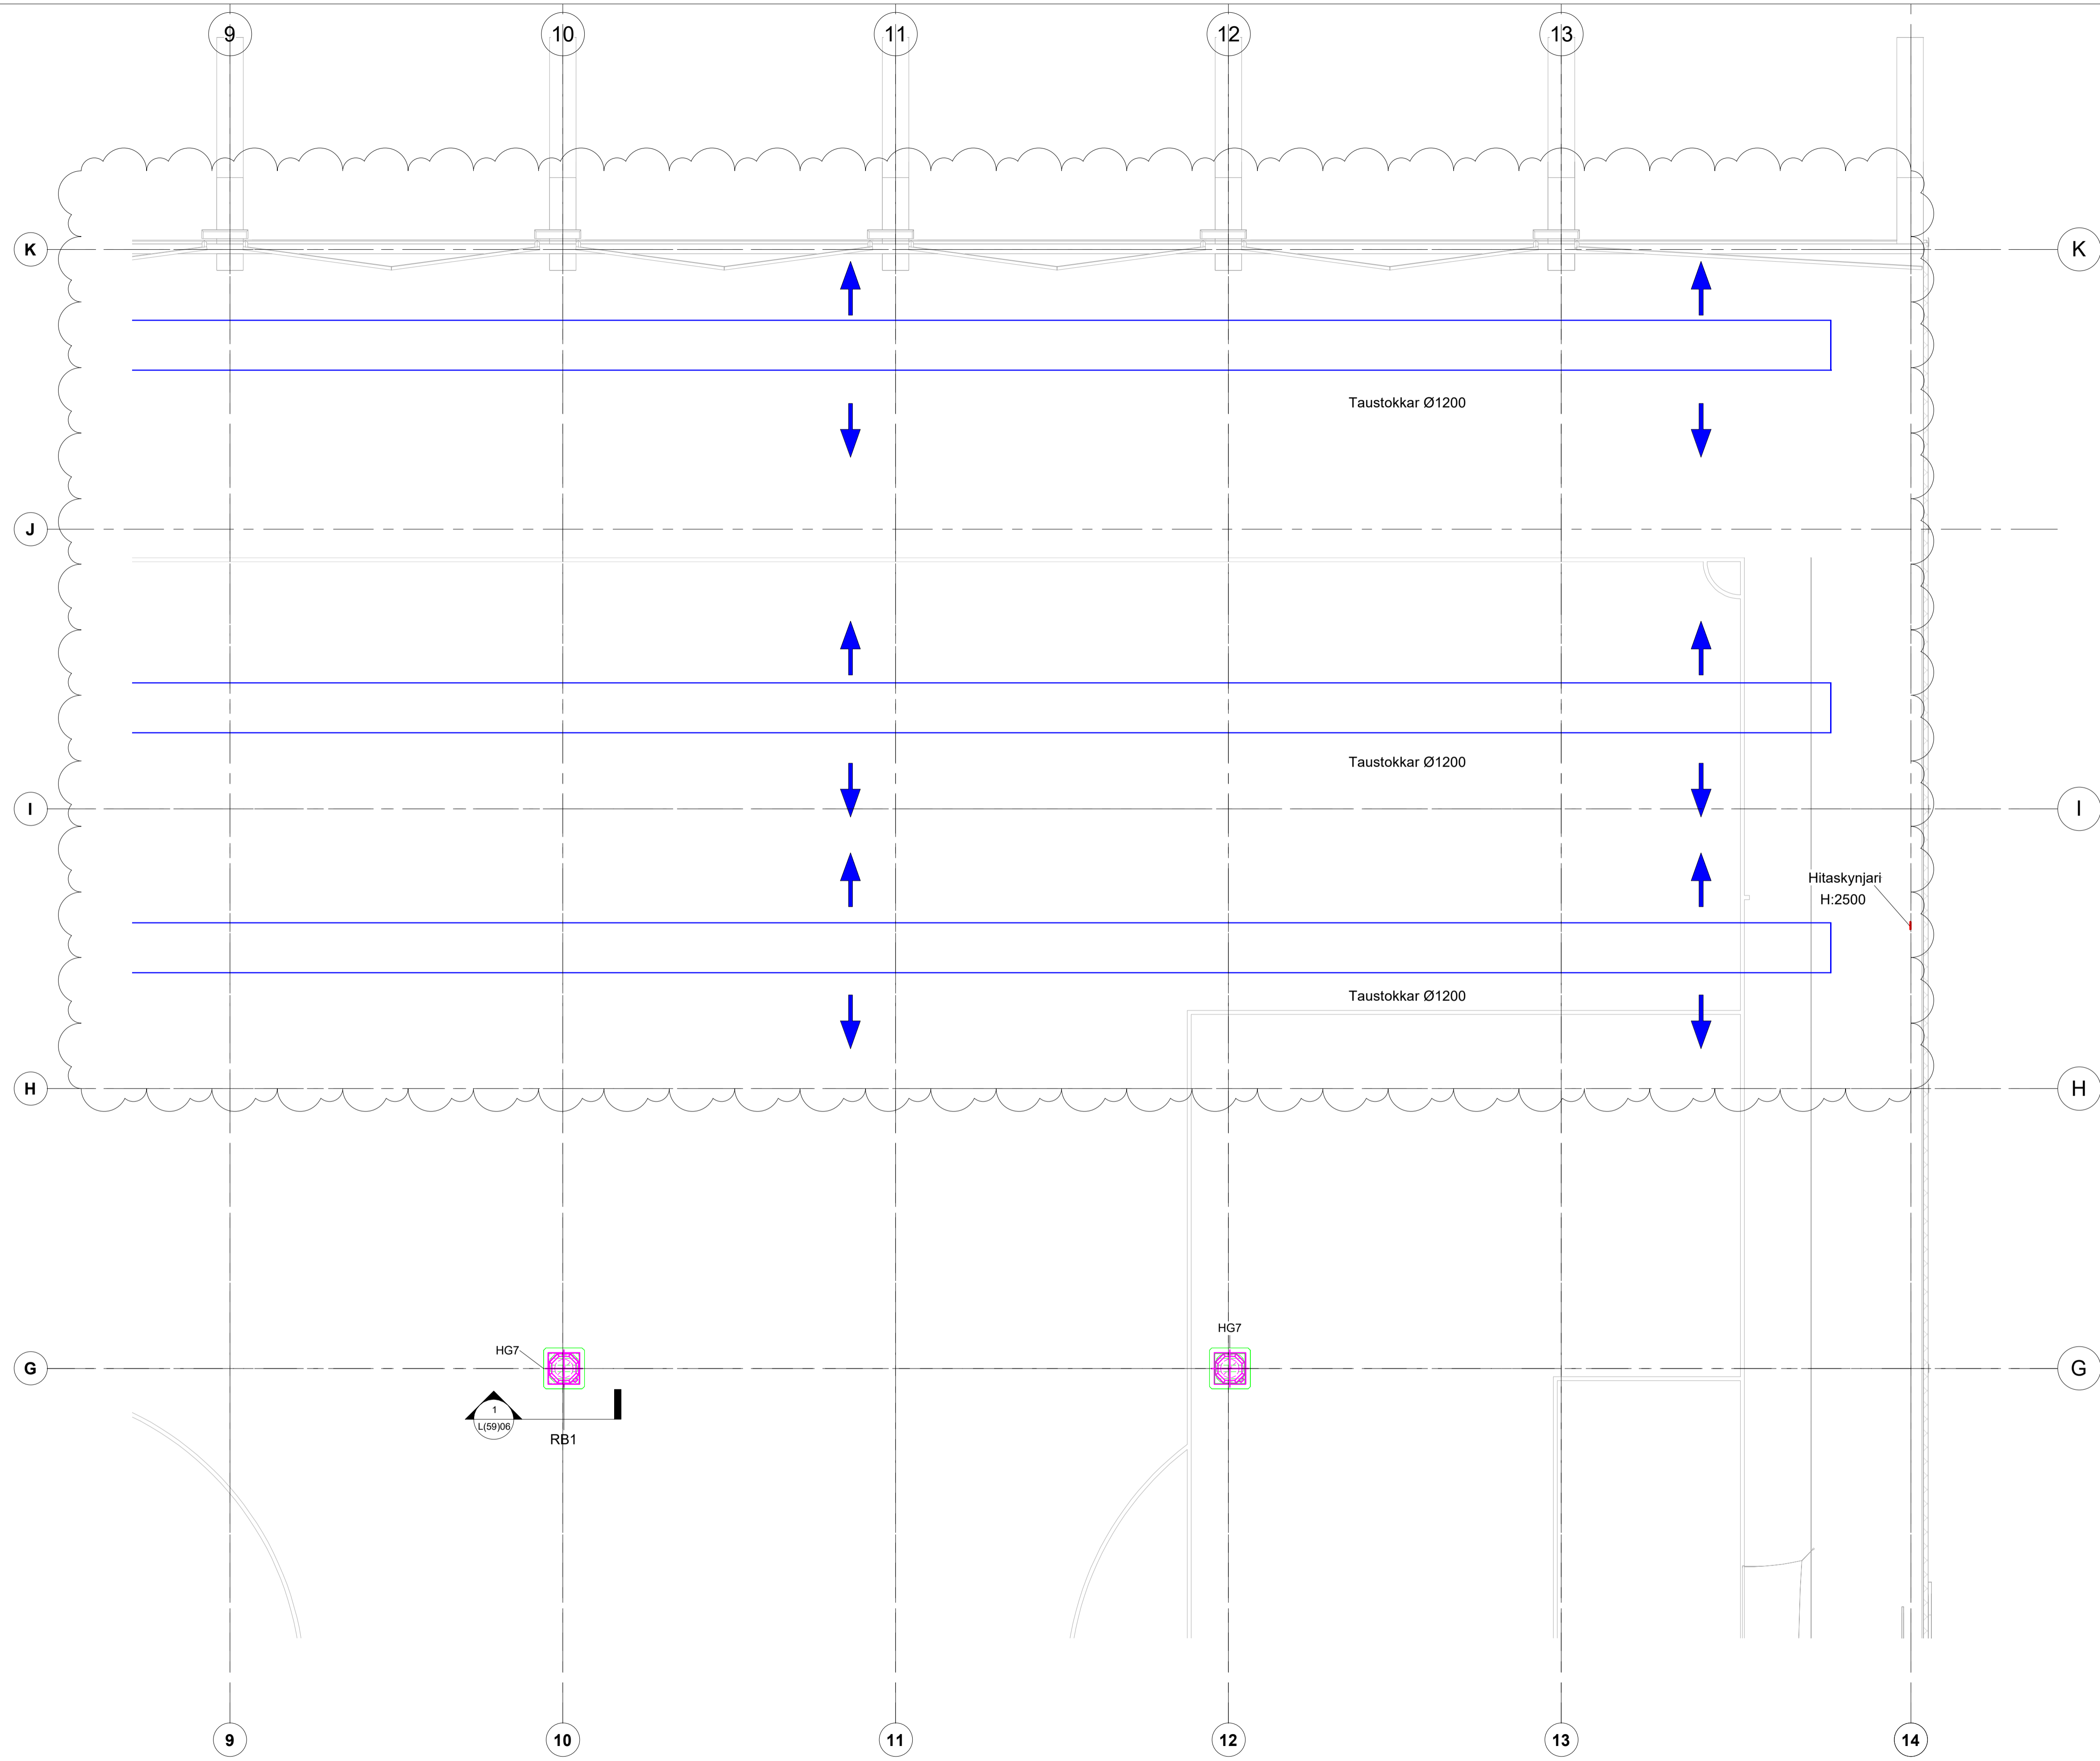 9
10
11
12
13
K
K
Taustokkar Ø1200
J
Taustokkar Ø1200
I
I
Hitaskynjari
H:2500
Taustokkar Ø1200
H
H
HG7
HG7
G
G
1
L(59)06
RB1
9
10
11
12
13
14